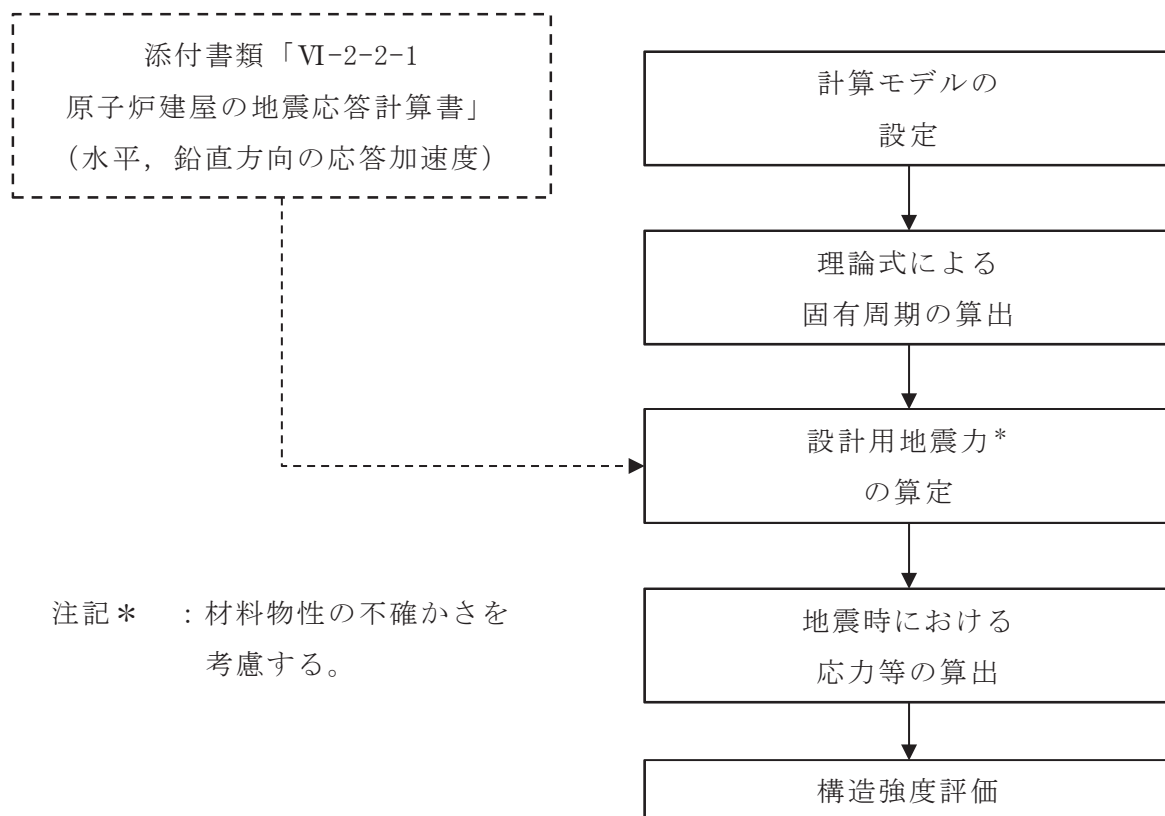 添付書類「Ⅵ-2-2-1
原子炉建屋の地震応答計算書」
（水平，鉛直方向の応答加速度）
計算モデルの
設定
理論式による
固有周期の算出
設計用地震力*
の算定
地震時における
応力等の算出
構造強度評価
注記＊　：材料物性の不確かさを
考慮する。